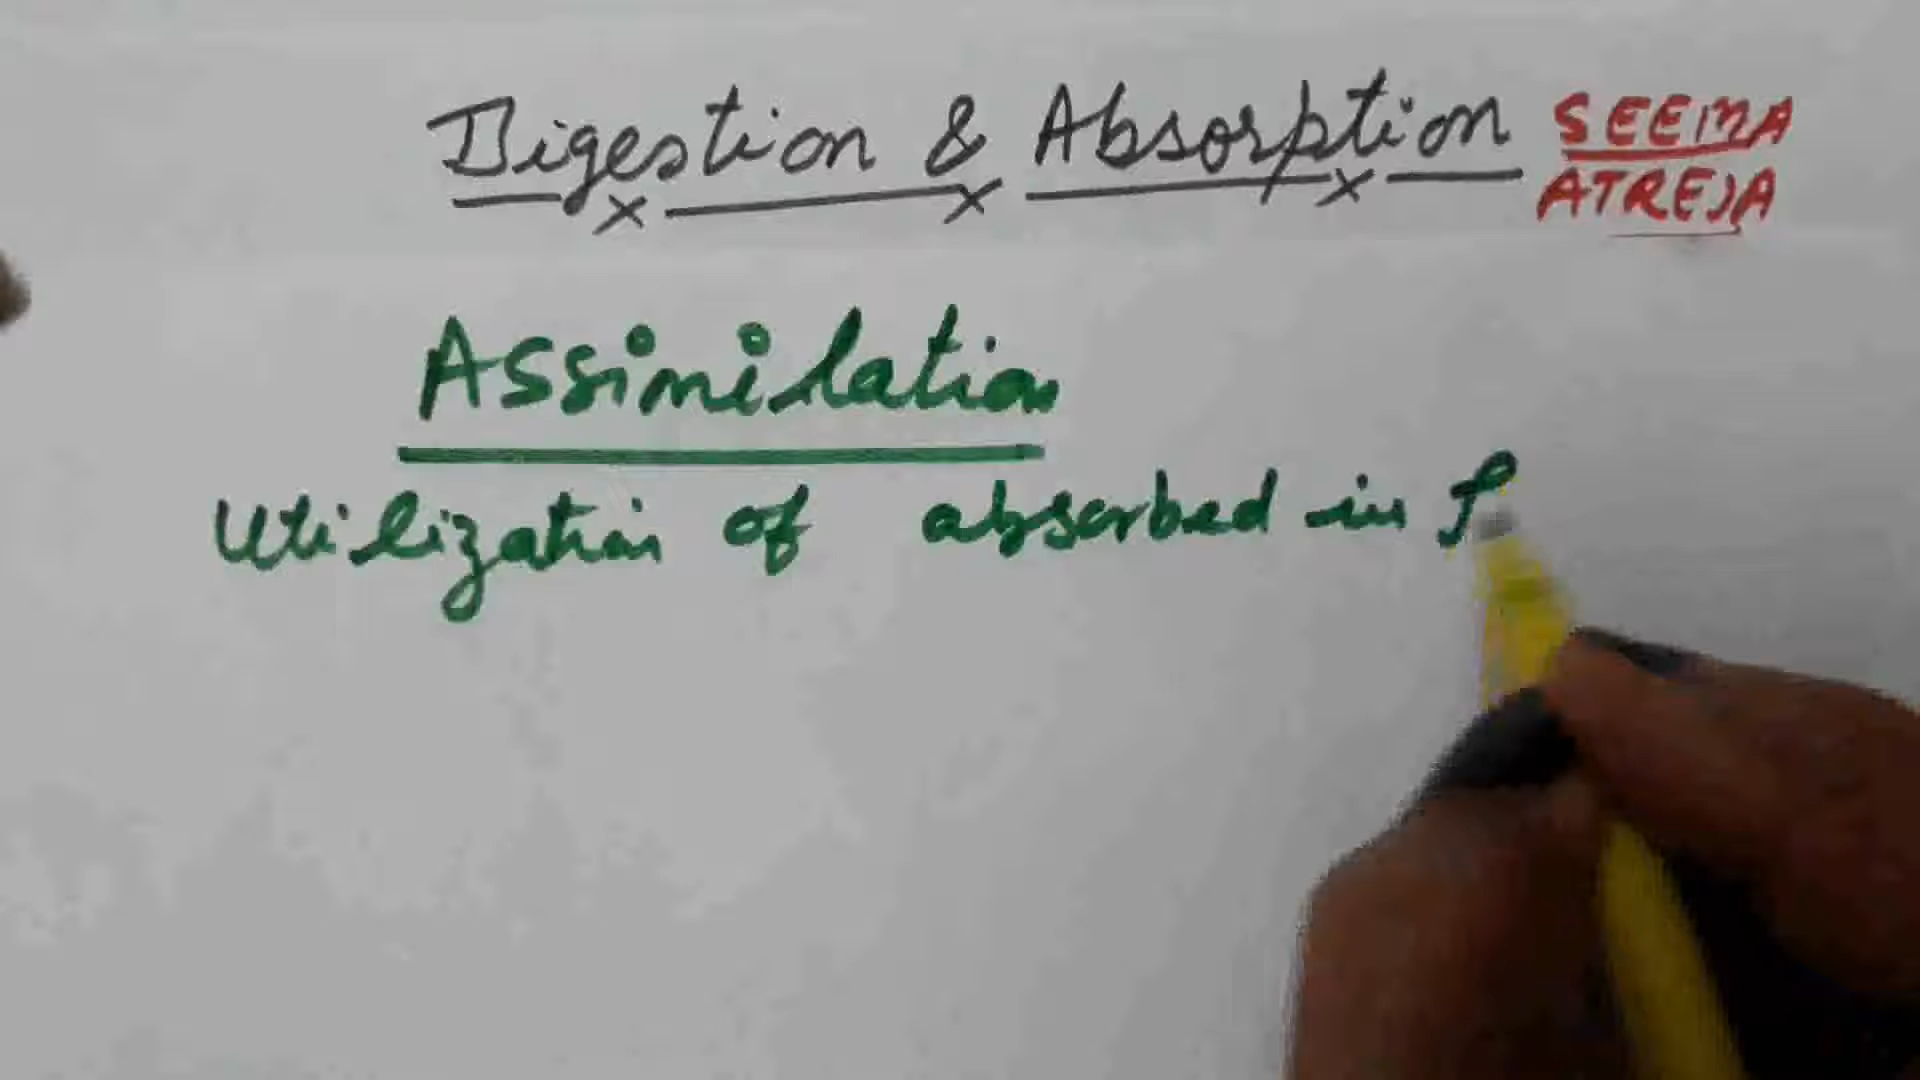 Digestion & Absorption SEEMA
ATREJA
Assimilation
Utilization of absorbed in